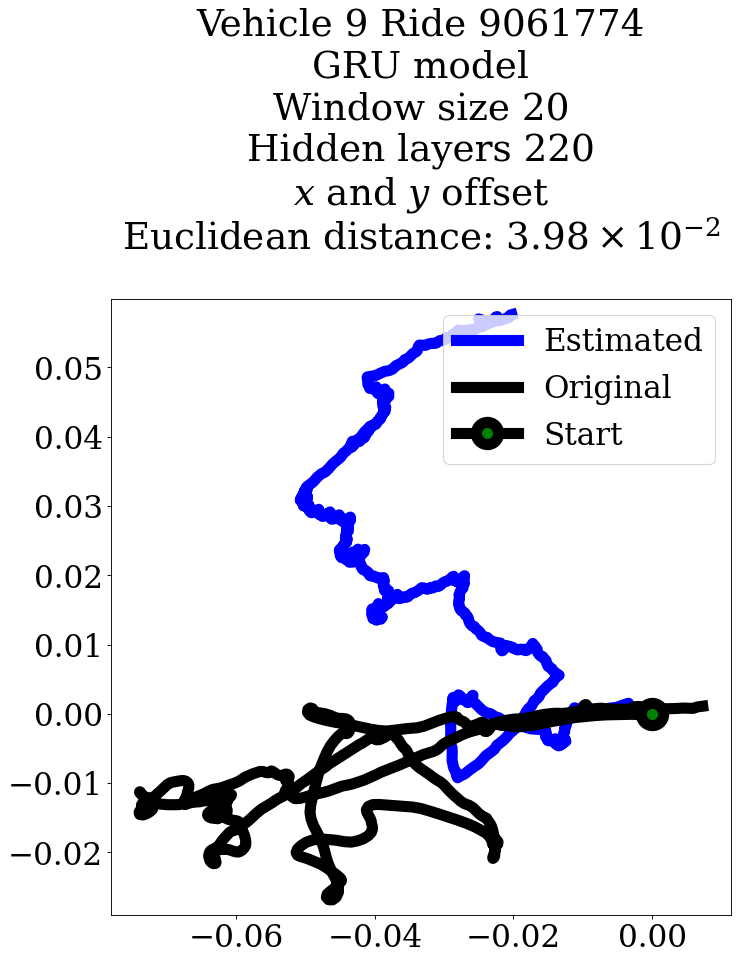 Vehicle 9 Ride 9061774
GRU model
Window size 20
Hidden layers 220
x and y offset
Euclidean distance: 3.98 × 10⁻²
Estimated
Original
Start
0.05
0.04
0.03
0.02
0.01
0.00
−0.01
−0.02
−0.06 −0.04 −0.02 0.00